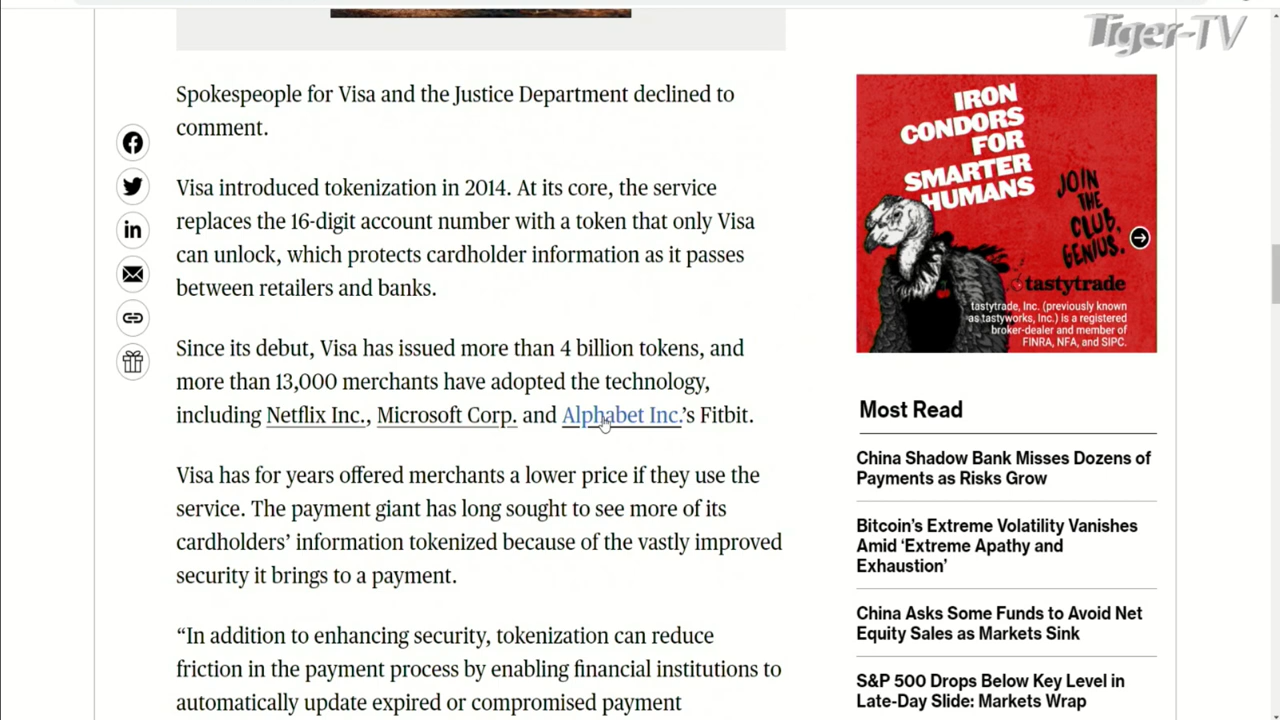 Tiger-TV
Spokespeople for Visa and the Justice Department declined to
comment.
Visa introduced tokenization in 2014. At its core, the service
replaces the 16-digit account number with a token that only Visa
can unlock, which protects cardholder information as it passes
between retailers and banks.
Since its debut, Visa has issued more than 4 billion tokens, and
more than 13,000 merchants have adopted the technology,
including Netflix Inc., Microsoft Corp. and Alphabet Inc.’s Fitbit.
Visa has for years offered merchants a lower price if they use the
service. The payment giant has long sought to see more of its
cardholders’ information tokenized because of the vastly improved
security it brings to a payment.
“In addition to enhancing security, tokenization can reduce
friction in the payment process by enabling financial institutions to
automatically update expired or compromised payment
IRON
CONDORS
FOR
SMARTER
HUMANS
JOIN
THE
CLUB,
GENIUS.
tastytrade
tastytrade, Inc. (previously known
as tastyworks, Inc.) is a registered
broker-dealer and member of
FINRA, NFA, and SIPC.
Most Read
China Shadow Bank Misses Dozens of
Payments as Risks Grow
Bitcoin’s Extreme Volatility Vanishes
Amid ‘Extreme Apathy and
Exhaustion’
China Asks Some Funds to Avoid Net
Equity Sales as Markets Sink
S&P 500 Drops Below Key Level in
Late-Day Slide: Markets Wrap